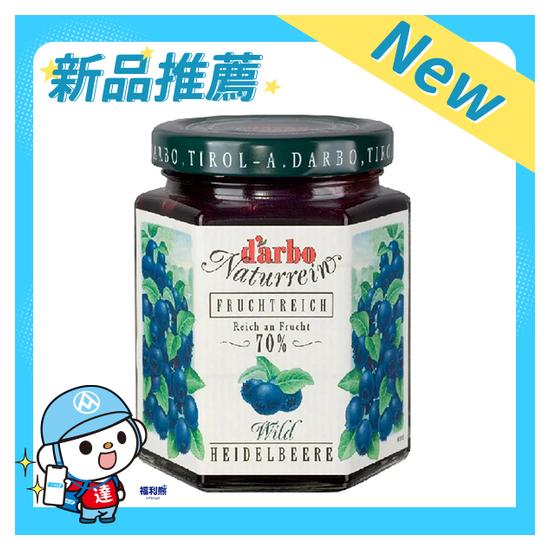 新品推薦
New
ARBO, TIROL-A. DARBO, TIRO
d'arbo
Naturrein
FRUCHTREICH
Reich an Frucht
70%
Wild
HEIDELBEERE
達
福利熊